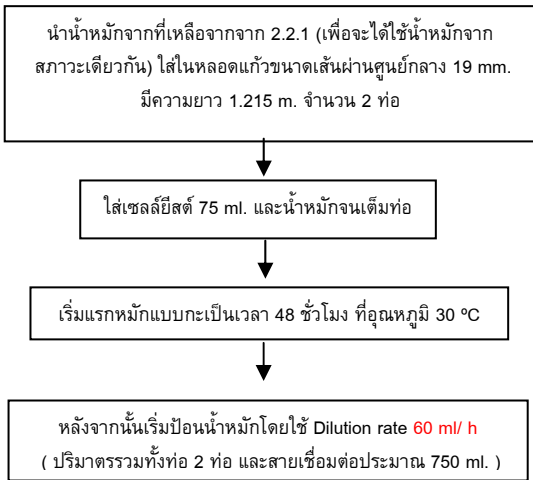 นำน้ำหมักจากที่เหลือจากจาก 2.2.1 (เพื่อจะได้ใช้น้ำหมักจาก
สภาวะเดียวกัน) ใส่ในหลอดแก้วขนาดเส้นผ่านศูนย์กลาง 19 mm.
มีความยาว 1.215 m. จำนวน 2 ท่อ
ใส่เซลล์ยีสต์ 75 ml. และน้ำหมักจนเต็มท่อ
เริ่มแรกหมักแบบกะเป็นเวลา 48 ชั่วโมง ที่อุณหภูมิ 30 ºC
หลังจากนั้นเริ่มป้อนน้ำหมักโดยใช้ Dilution rate 60 ml/ h
( ปริมาตรรวมทั้งท่อ 2 ท่อ และสายเชื่อมต่อประมาณ 750 ml. )